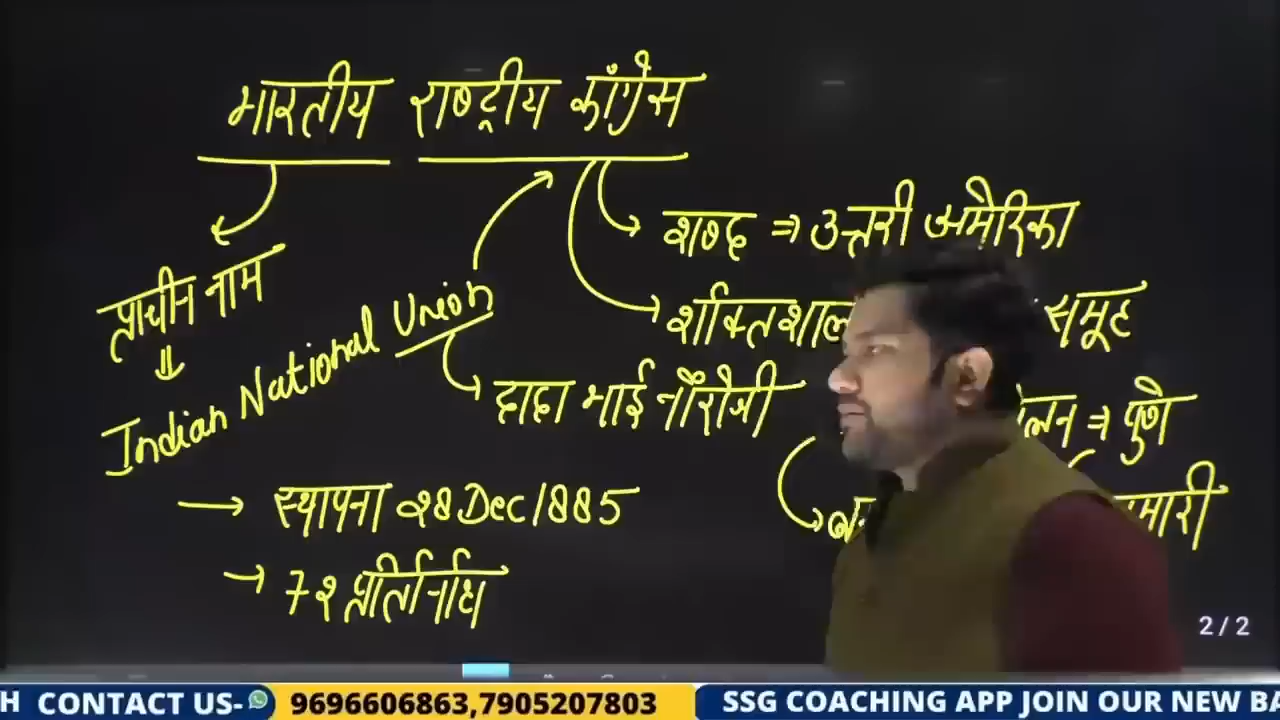 भारतीय राष्ट्रीय काँग्रेस
शब्द ⇒ उत्तरी अमेरिका
प्राचीन नाम
समूह
Indian National Union
दादा भाई नौरोजी
⇒ पुणे
→ स्थापना 28 Dec 1885
→ 72
2/2
CONTACT US-
9696606863,7905207803
SSG COACHING APP JOIN OUR NEW